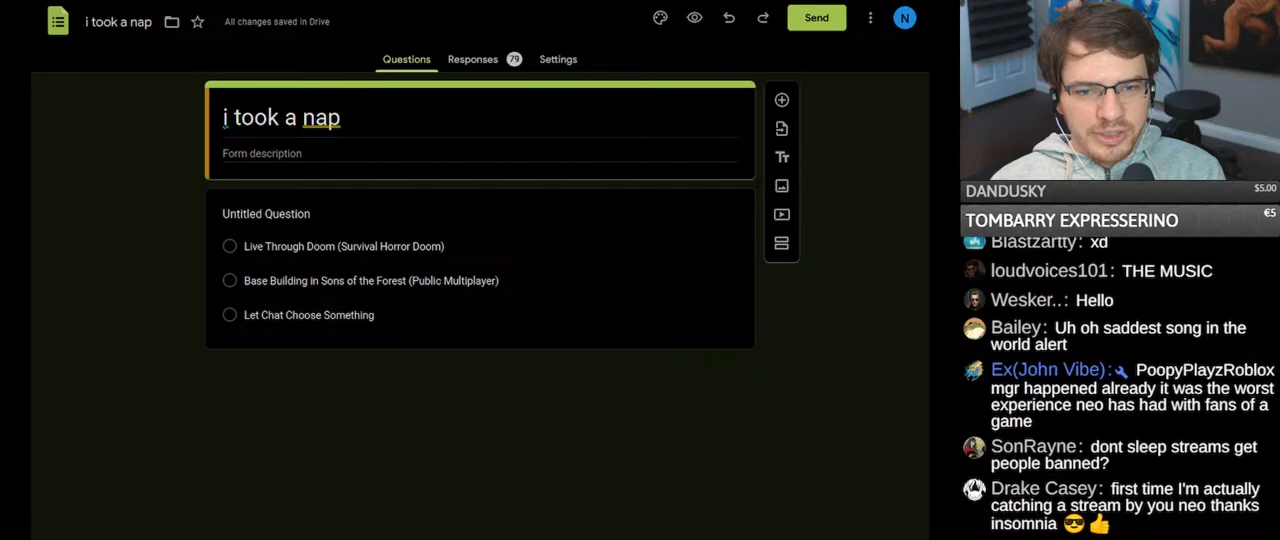 i took a nap
All changes saved in Drive
Send
N
Questions
Responses 79
Settings
i took a nap
Form description
Untitled Question
Live Through Doom (Survival Horror Doom)
Base Building in Sons of the Forest (Public Multiplayer)
Let Chat Choose Something
DANDUSKY $5.00
TOMBARRY EXPRESSERINO €5
Blastzartty: xd
loudvoices101: THE MUSIC
Wesker..: Hello
Bailey: Uh oh saddest song in the
world alert
Ex(John Vibe): PoopyPlayzRoblox
mgr happened already it was the worst
experience neo has had with fans of a
game
SonRayne: dont sleep streams get
people banned?
Drake Casey: first time I'm actually
catching a stream by you neo thanks
insomnia 😎 👍